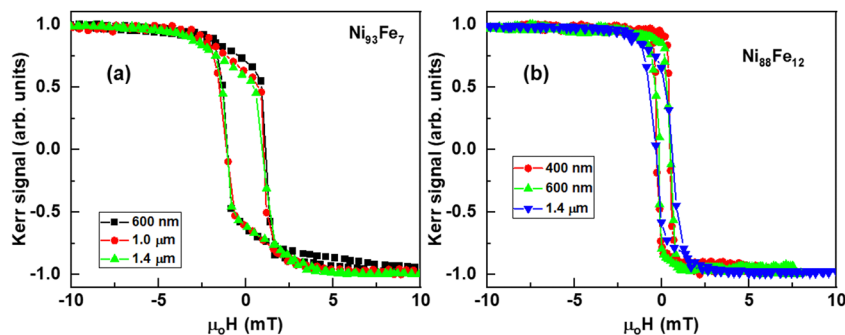 Kerr signal (arb. units)
1.0
0.5
0.0
-0.5
-1.0
(a)
Ni93Fe7
600 nm
1.0 μm
1.4 μm
-10 -5 0 5 10
μoH (mT)
Kerr signal (arb. units)
1.0
0.5
0.0
-0.5
-1.0
(b)
Ni88Fe12
400 nm
600 nm
1.4 μm
-10 -5 0 5 10
μoH (mT)